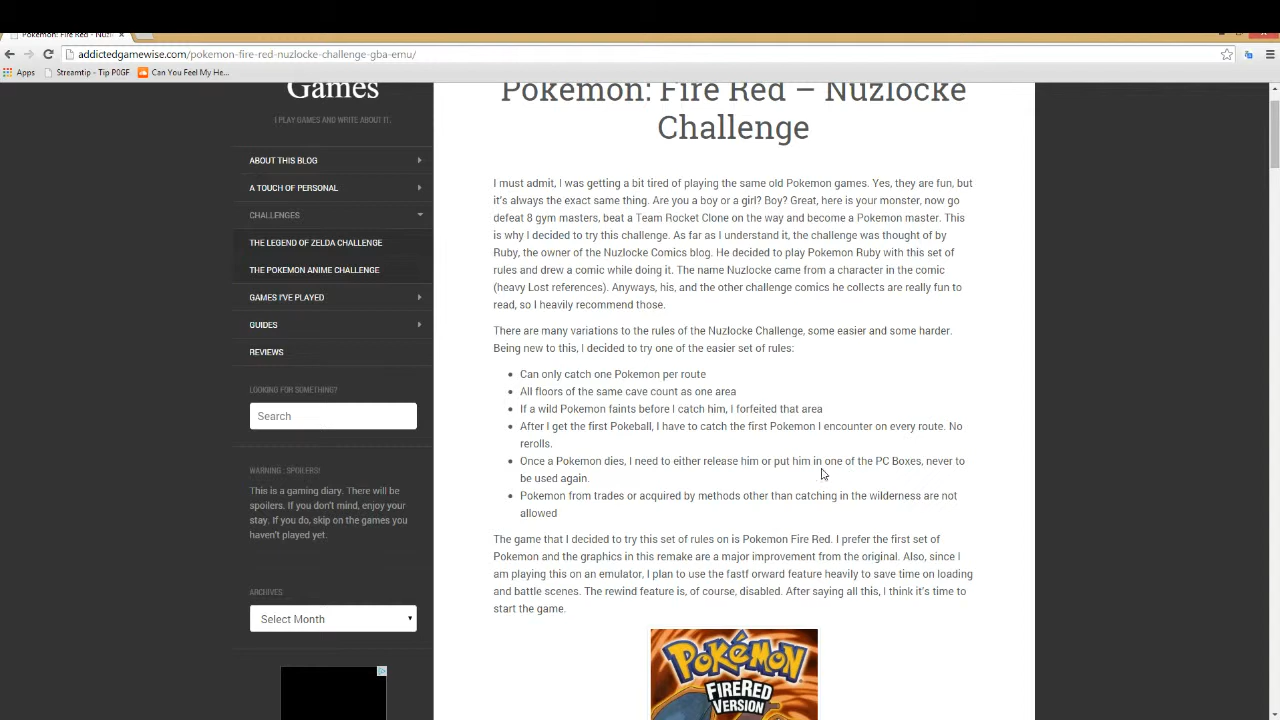 Pokemon: Fire Red - Nuzl
addictedgamewise.com/pokemon-fire-red-nuzlocke-challenge-gba-emu/
Apps Streamtip - Tip P0GF Can You Feel My He...
Games
I PLAY GAMES AND WRITE ABOUT IT.
ABOUT THIS BLOG
A TOUCH OF PERSONAL
CHALLENGES
THE LEGEND OF ZELDA CHALLENGE
THE POKEMON ANIME CHALLENGE
GAMES I'VE PLAYED
GUIDES
REVIEWS
LOOKING FOR SOMETHING?
Search
WARNING : SPOILERS!
This is a gaming diary. There will be
spoilers. If you don't mind, enjoy your
stay. If you do, skip on the games you
haven't played yet.
ARCHIVES
Select Month
Pokemon: Fire Red – Nuzlocke
Challenge
I must admit, I was getting a bit tired of playing the same old Pokemon games. Yes, they are fun, but
it's always the exact same thing. Are you a boy or a girl? Boy? Great, here is your monster, now go
defeat 8 gym masters, beat a Team Rocket Clone on the way and become a Pokemon master. This
is why I decided to try this challenge. As far as I understand it, the challenge was thought of by
Ruby, the owner of the Nuzlocke Comics blog. He decided to play Pokemon Ruby with this set of
rules and drew a comic while doing it. The name Nuzlocke came from a character in the comic
(heavy Lost references). Anyways, his, and the other challenge comics he collects are really fun to
read, so I heavily recommend those.
There are many variations to the rules of the Nuzlocke Challenge, some easier and some harder.
Being new to this, I decided to try one of the easier set of rules:
• Can only catch one Pokemon per route
• All floors of the same cave count as one area
• If a wild Pokemon faints before I catch him, I forfeited that area
• After I get the first Pokeball, I have to catch the first Pokemon I encounter on every route. No
rerolls.
• Once a Pokemon dies, I need to either release him or put him in one of the PC Boxes, never to
be used again.
• Pokemon from trades or acquired by methods other than catching in the wilderness are not
allowed
The game that I decided to try this set of rules on is Pokemon Fire Red. I prefer the first set of
Pokemon and the graphics in this remake are a major improvement from the original. Also, since I
am playing this on an emulator, I plan to use the fastf orward feature heavily to save time on loading
and battle scenes. The rewind feature is, of course, disabled. After saying all this, I think it's time to
start the game.
POKéMON
FIRERED
VERSION